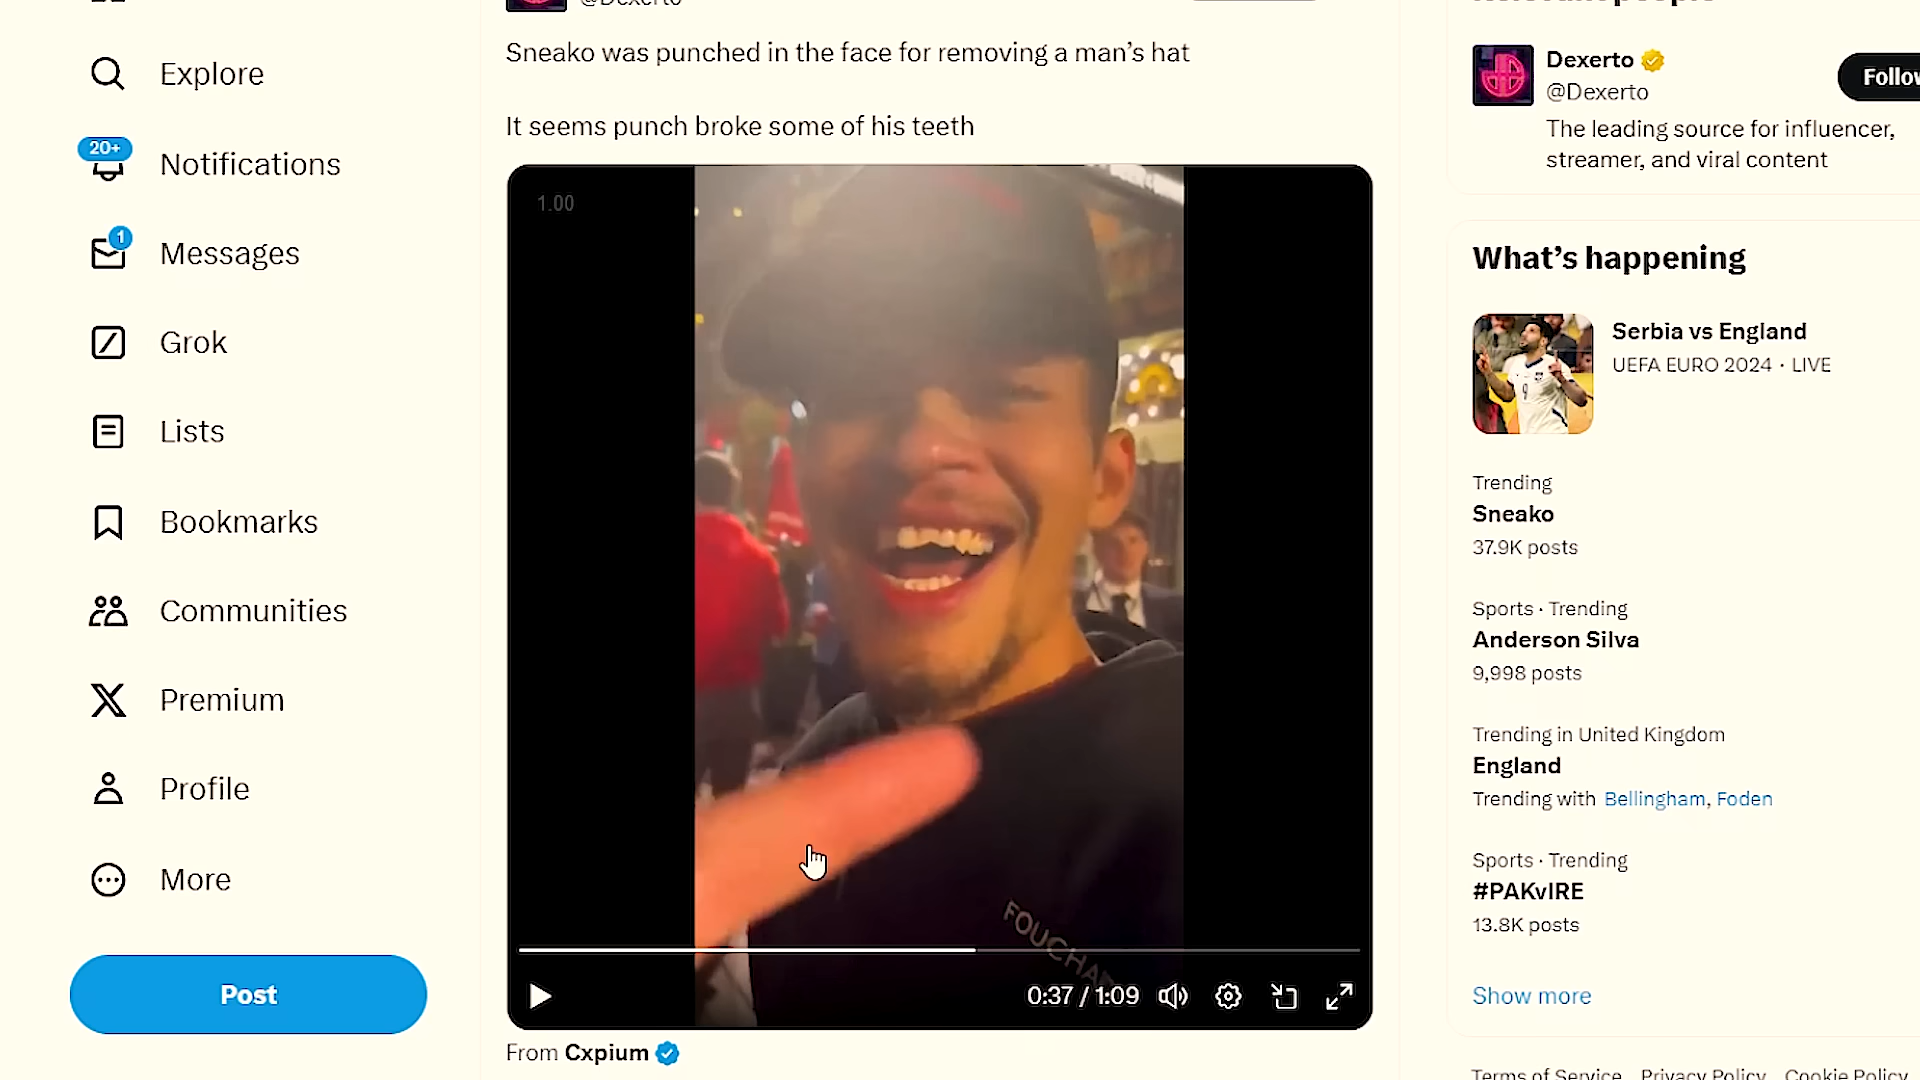 @Dexerto
Sneako was punched in the face for removing a man's hat
It seems punch broke some of his teeth
1.00
FOUCHA
0:37 / 1:09
From Cxpium
Explore
20+
Notifications
1
Messages
Grok
Lists
Bookmarks
Communities
Premium
Profile
More
Post
Relevant people
Dexerto
@Dexerto
Follow
The leading source for influencer,
streamer, and viral content
What's happening
Serbia vs England
UEFA EURO 2024 · LIVE
9
Trending
Sneako
37.9K posts
Sports · Trending
Anderson Silva
9,998 posts
Trending in United Kingdom
England
Trending with Bellingham, Foden
Sports · Trending
#PAKvIRE
13.8K posts
Show more
Terms of Service Privacy Policy Cookie Policy